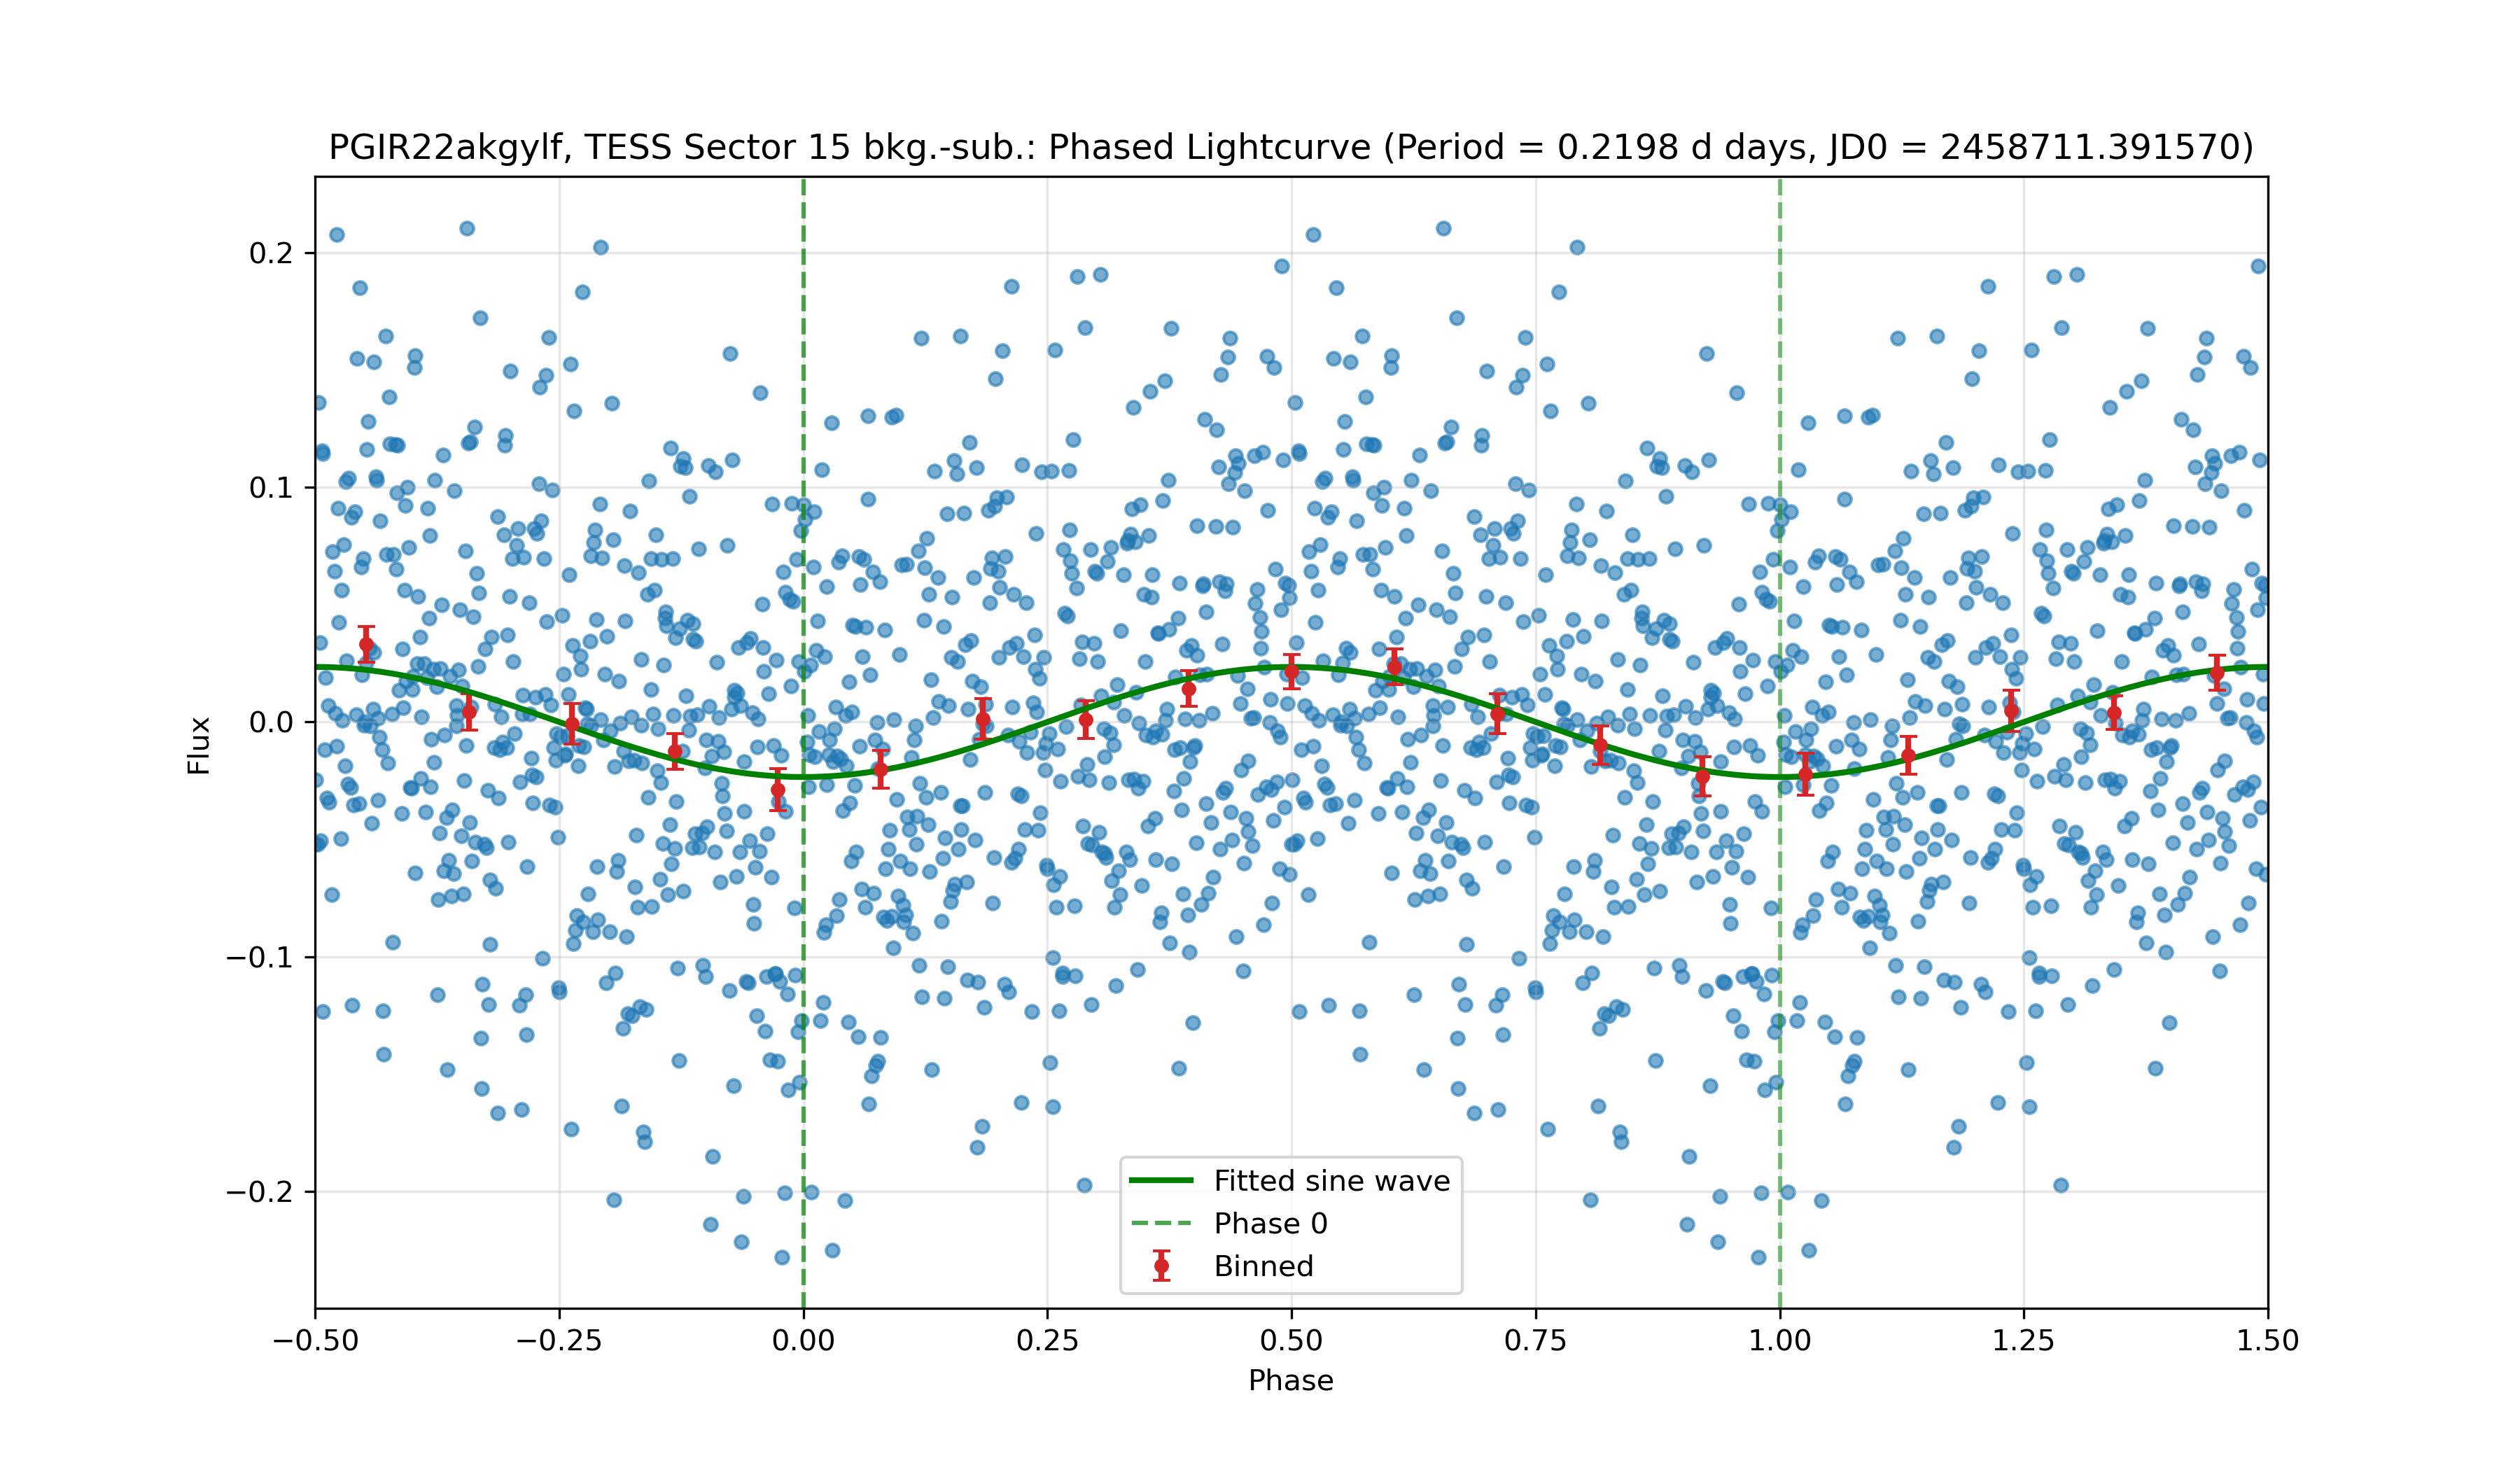 PGIR22akgylf, TESS Sector 15 bkg.-sub.: Phased Lightcurve (Period = 0.2198 d days, JD0 = 2458711.391570)
Flux
0.2
0.1
0.0
−0.1
−0.2
Fitted sine wave
Phase 0
Binned
−0.50
−0.25
0.00
0.25
0.50
0.75
1.00
1.25
1.50
Phase